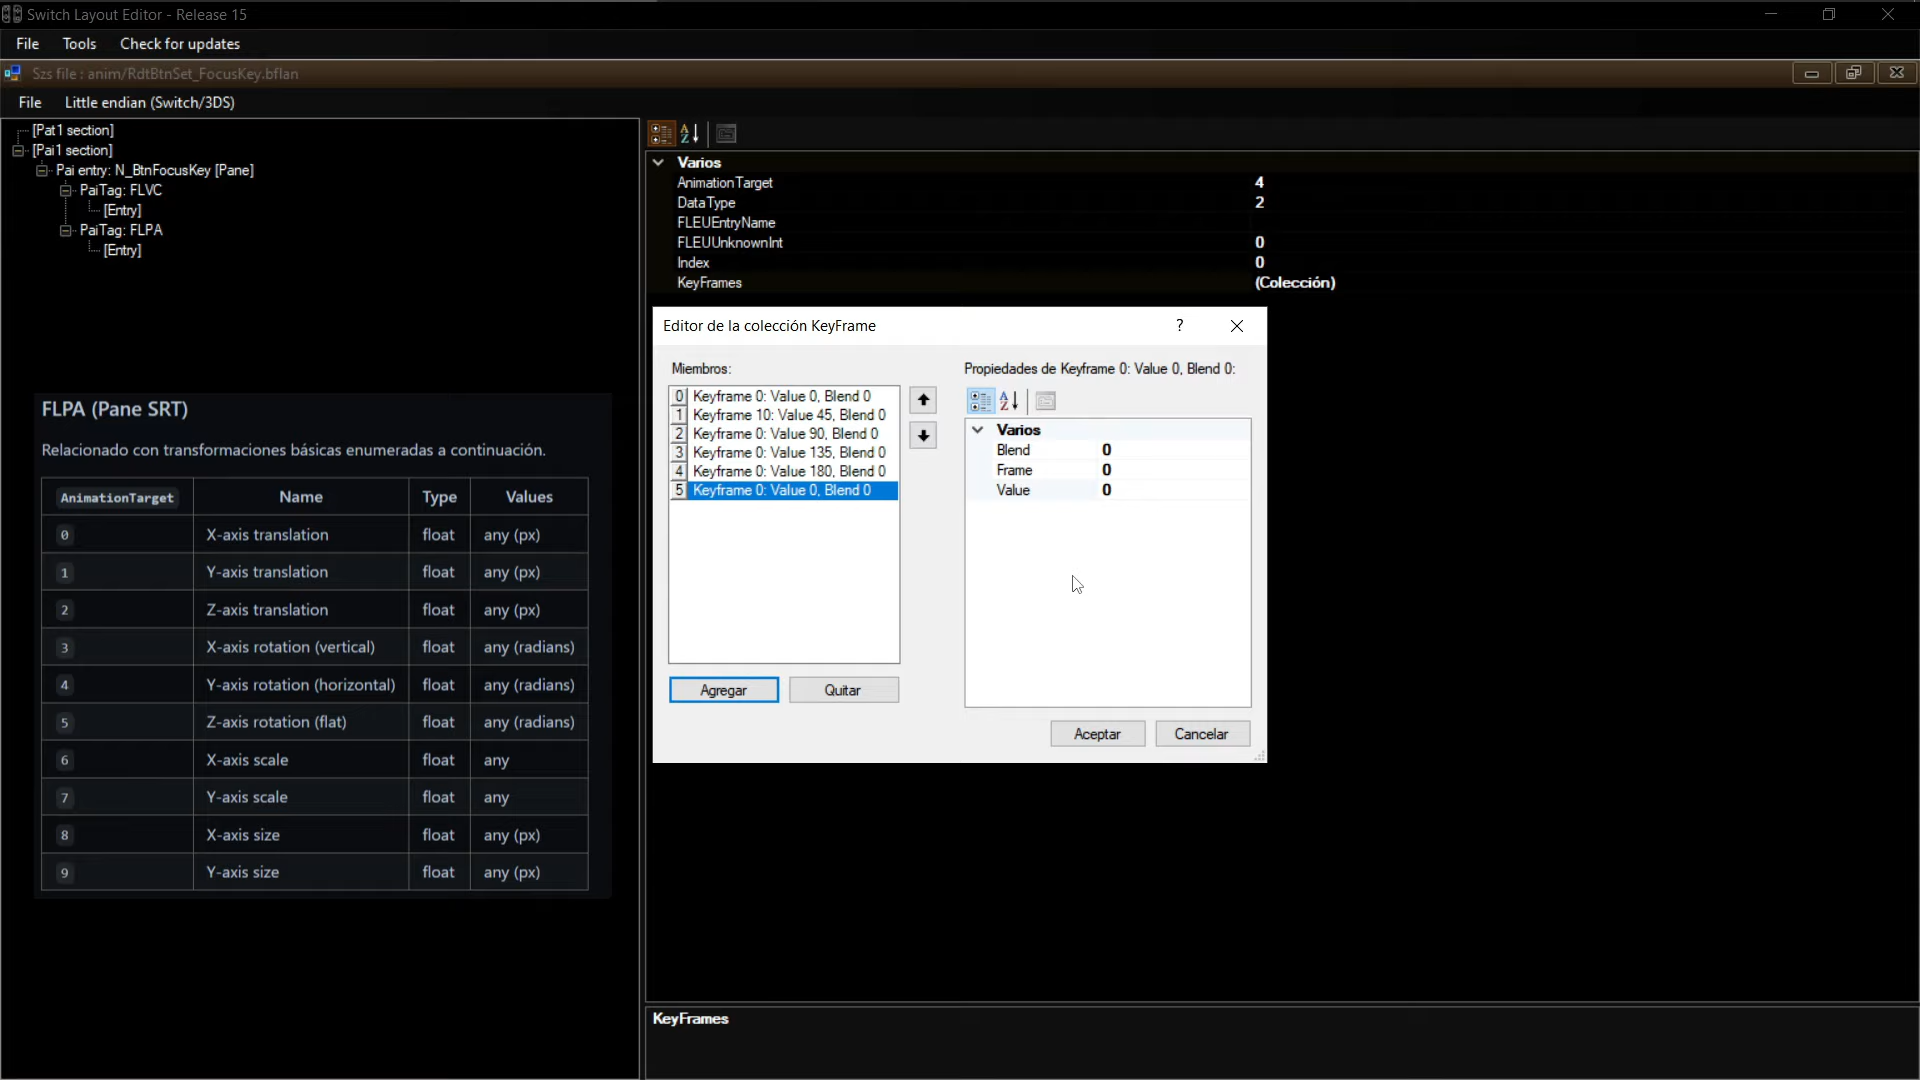 Switch Layout Editor - Release 15
File Tools Check for updates
Szs file : anim/RdtBtnSet_FocusKey.bflan
File Little endian (Switch/3DS)
[Pat1 section]
[Pai1 section]
Pai entry: N_BtnFocusKey [Pane]
PaiTag: FLVC
[Entry]
PaiTag: FLPA
[Entry]
FLPA (Pane SRT)
Relacionado con transformaciones básicas enumeradas a continuación.
AnimationTarget Name Type Values
0 X-axis translation float any (px)
1 Y-axis translation float any (px)
2 Z-axis translation float any (px)
3 X-axis rotation (vertical) float any (radians)
4 Y-axis rotation (horizontal) float any (radians)
5 Z-axis rotation (flat) float any (radians)
6 X-axis scale float any
7 Y-axis scale float any
8 X-axis size float any (px)
9 Y-axis size float any (px)
Varios
AnimationTarget 4
DataType 2
FLEUEntryName
FLEUUnknownInt 0
Index 0
KeyFrames (Colección)
Editor de la colección KeyFrame ?
Miembros:
0 Keyframe 0: Value 0, Blend 0
1 Keyframe 10: Value 45, Blend 0
2 Keyframe 0: Value 90, Blend 0
3 Keyframe 0: Value 135, Blend 0
4 Keyframe 0: Value 180, Blend 0
5 Keyframe 0: Value 0, Blend 0
Agregar Quitar
Propiedades de Keyframe 0: Value 0, Blend 0:
Varios
Blend 0
Frame 0
Value 0
Aceptar Cancelar
KeyFrames